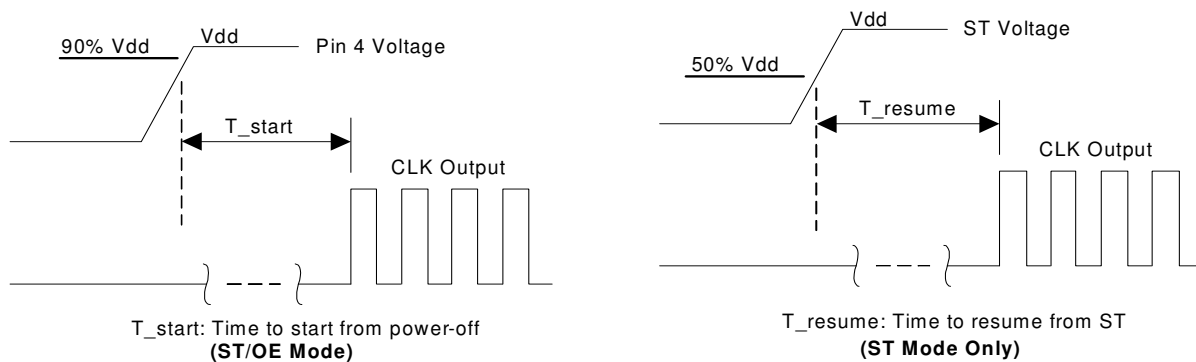 90% Vdd
Vdd
Pin 4 Voltage
T_start
CLK Output
T_start: Time to start from power-off
(ST/OE Mode)
50% Vdd
Vdd
ST Voltage
T_resume
CLK Output
T_resume: Time to resume from ST
(ST Mode Only)